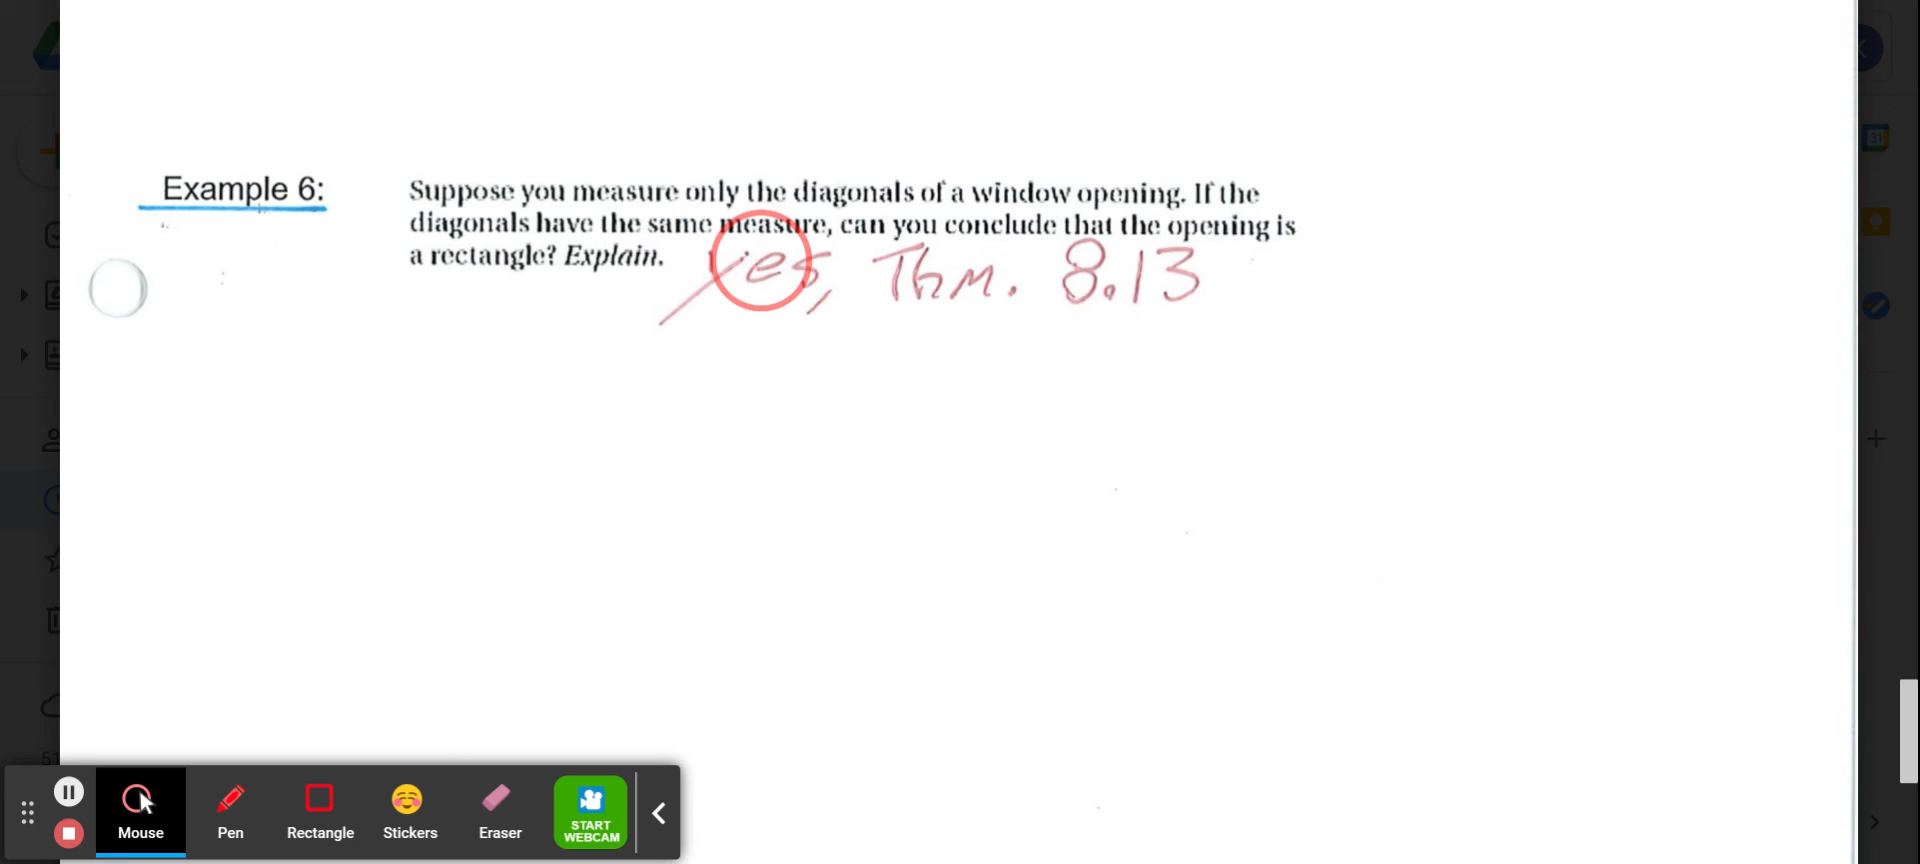 Example 6:
Suppose you measure only the diagonals of a window opening. If the
diagonals have the same measure, can you conclude that the opening is
a rectangle? Explain.
yes, Thm. 8.13
31
51
Mouse
Pen
Rectangle
Stickers
Eraser
START
WEBCAM